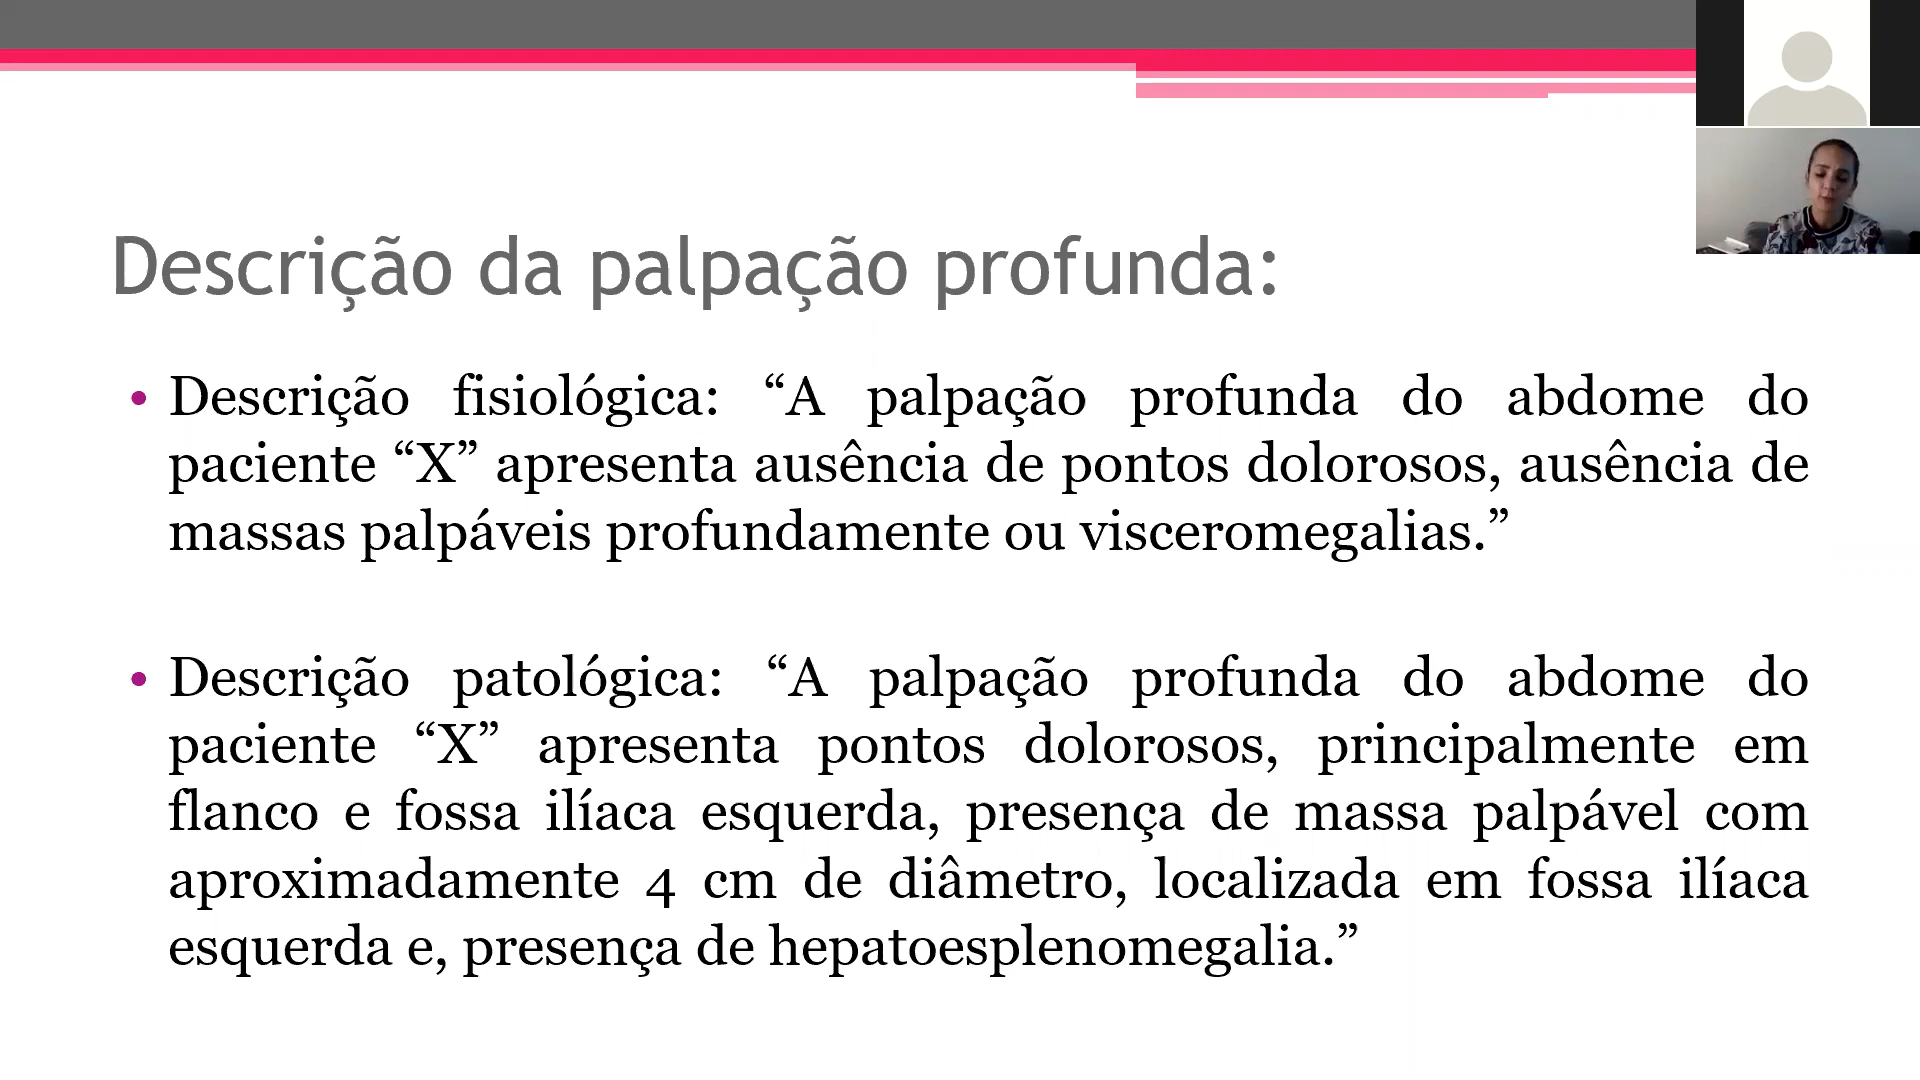 Descrição da palpação profunda:
• Descrição fisiológica: “A palpação profunda do abdome do
paciente “X” apresenta ausência de pontos dolorosos, ausência de
massas palpáveis profundamente ou visceromegalias.”
• Descrição patológica: “A palpação profunda do abdome do
paciente “X” apresenta pontos dolorosos, principalmente em
flanco e fossa ilíaca esquerda, presença de massa palpável com
aproximadamente 4 cm de diâmetro, localizada em fossa ilíaca
esquerda e, presença de hepatoesplenomegalia.”